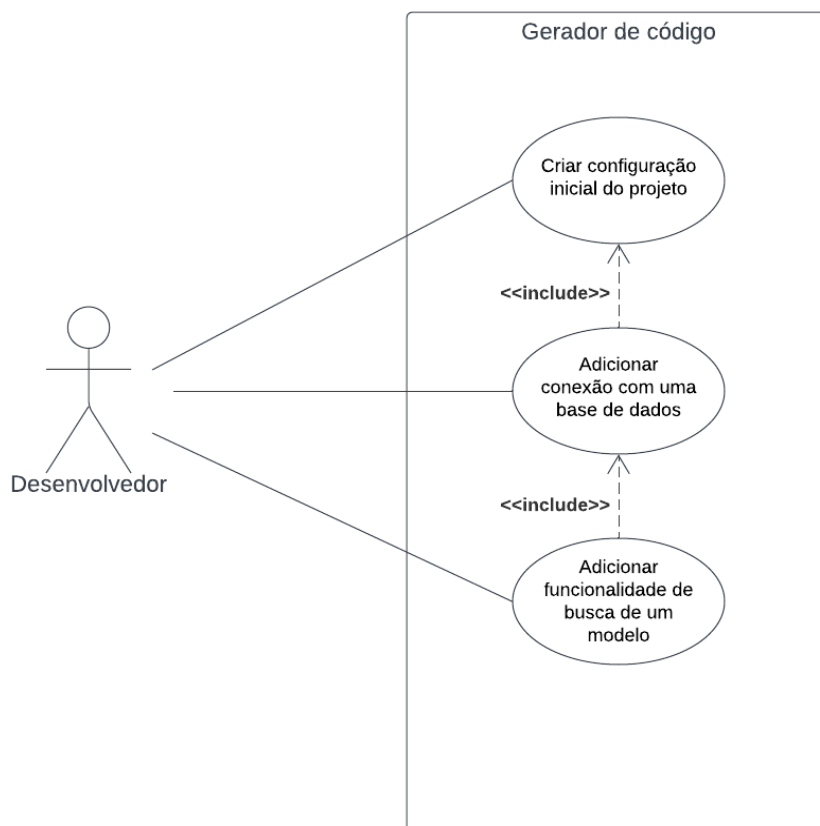 Gerador de código
Criar configuração
inicial do projeto
<<include>>
Adicionar
conexão com uma
base de dados
Desenvolvedor
<<include>>
Adicionar
funcionalidade de
busca de um
modelo